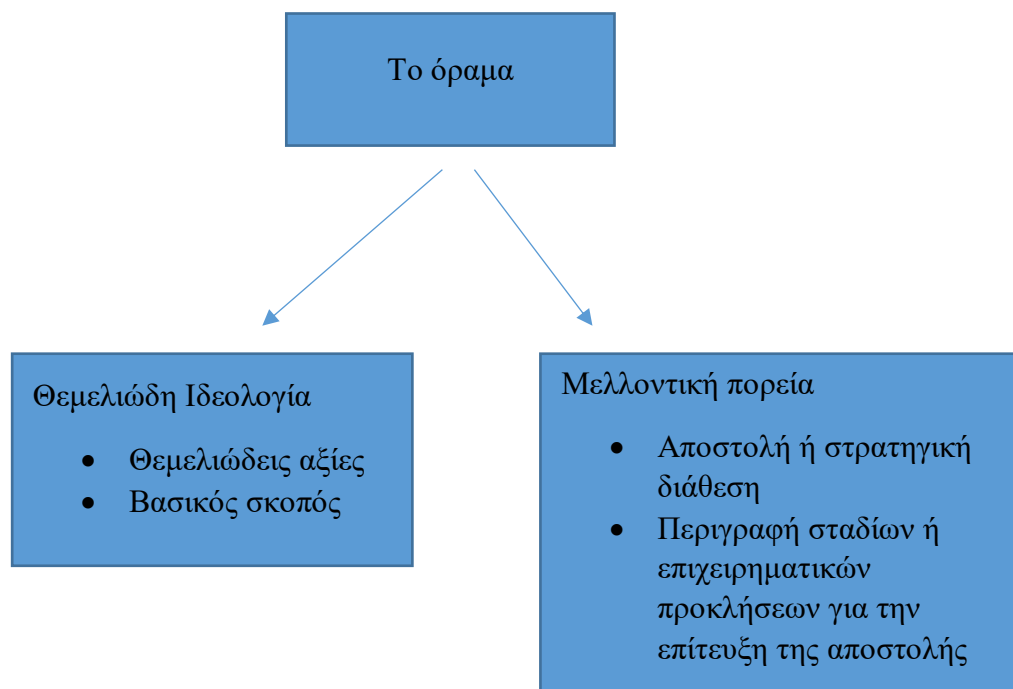 Το όραμα
Θεμελιώδη Ιδεολογία
• Θεμελιώδεις αξίες
• Βασικός σκοπός
Μελλοντική πορεία
• Αποστολή ή στρατηγική
διάθεση
• Περιγραφή σταδίων ή
επιχειρηματικών
προκλήσεων για την
επίτευξη της αποστολής